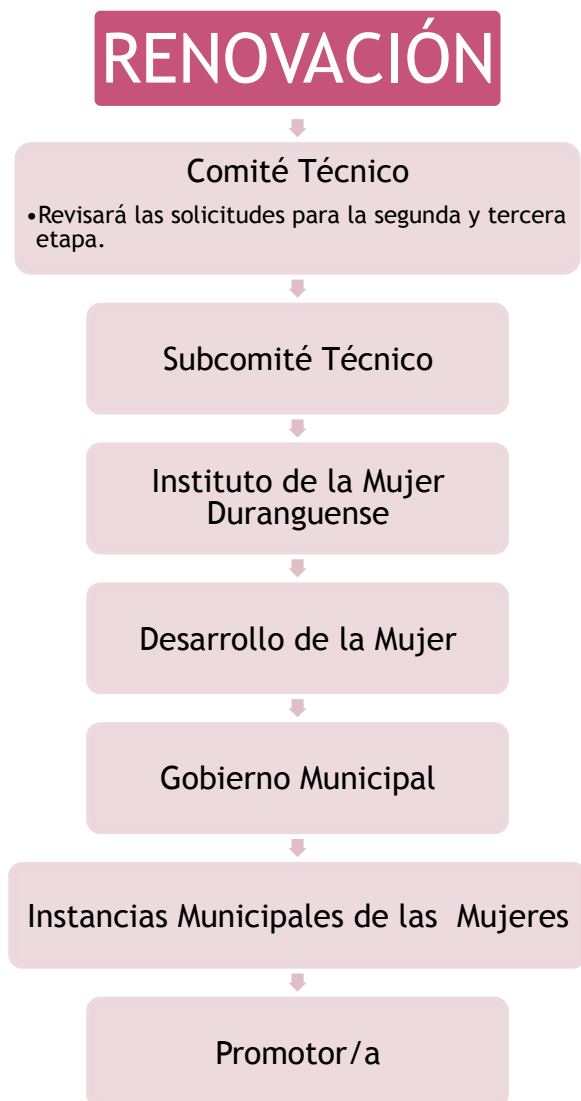 RENOVACIÓN
Comité Técnico
•Revisará las solicitudes para la segunda y tercera
etapa.
Subcomité Técnico
Instituto de la Mujer
Duranguense
Desarrollo de la Mujer
Gobierno Municipal
Instancias Municipales de las Mujeres
Promotor/a